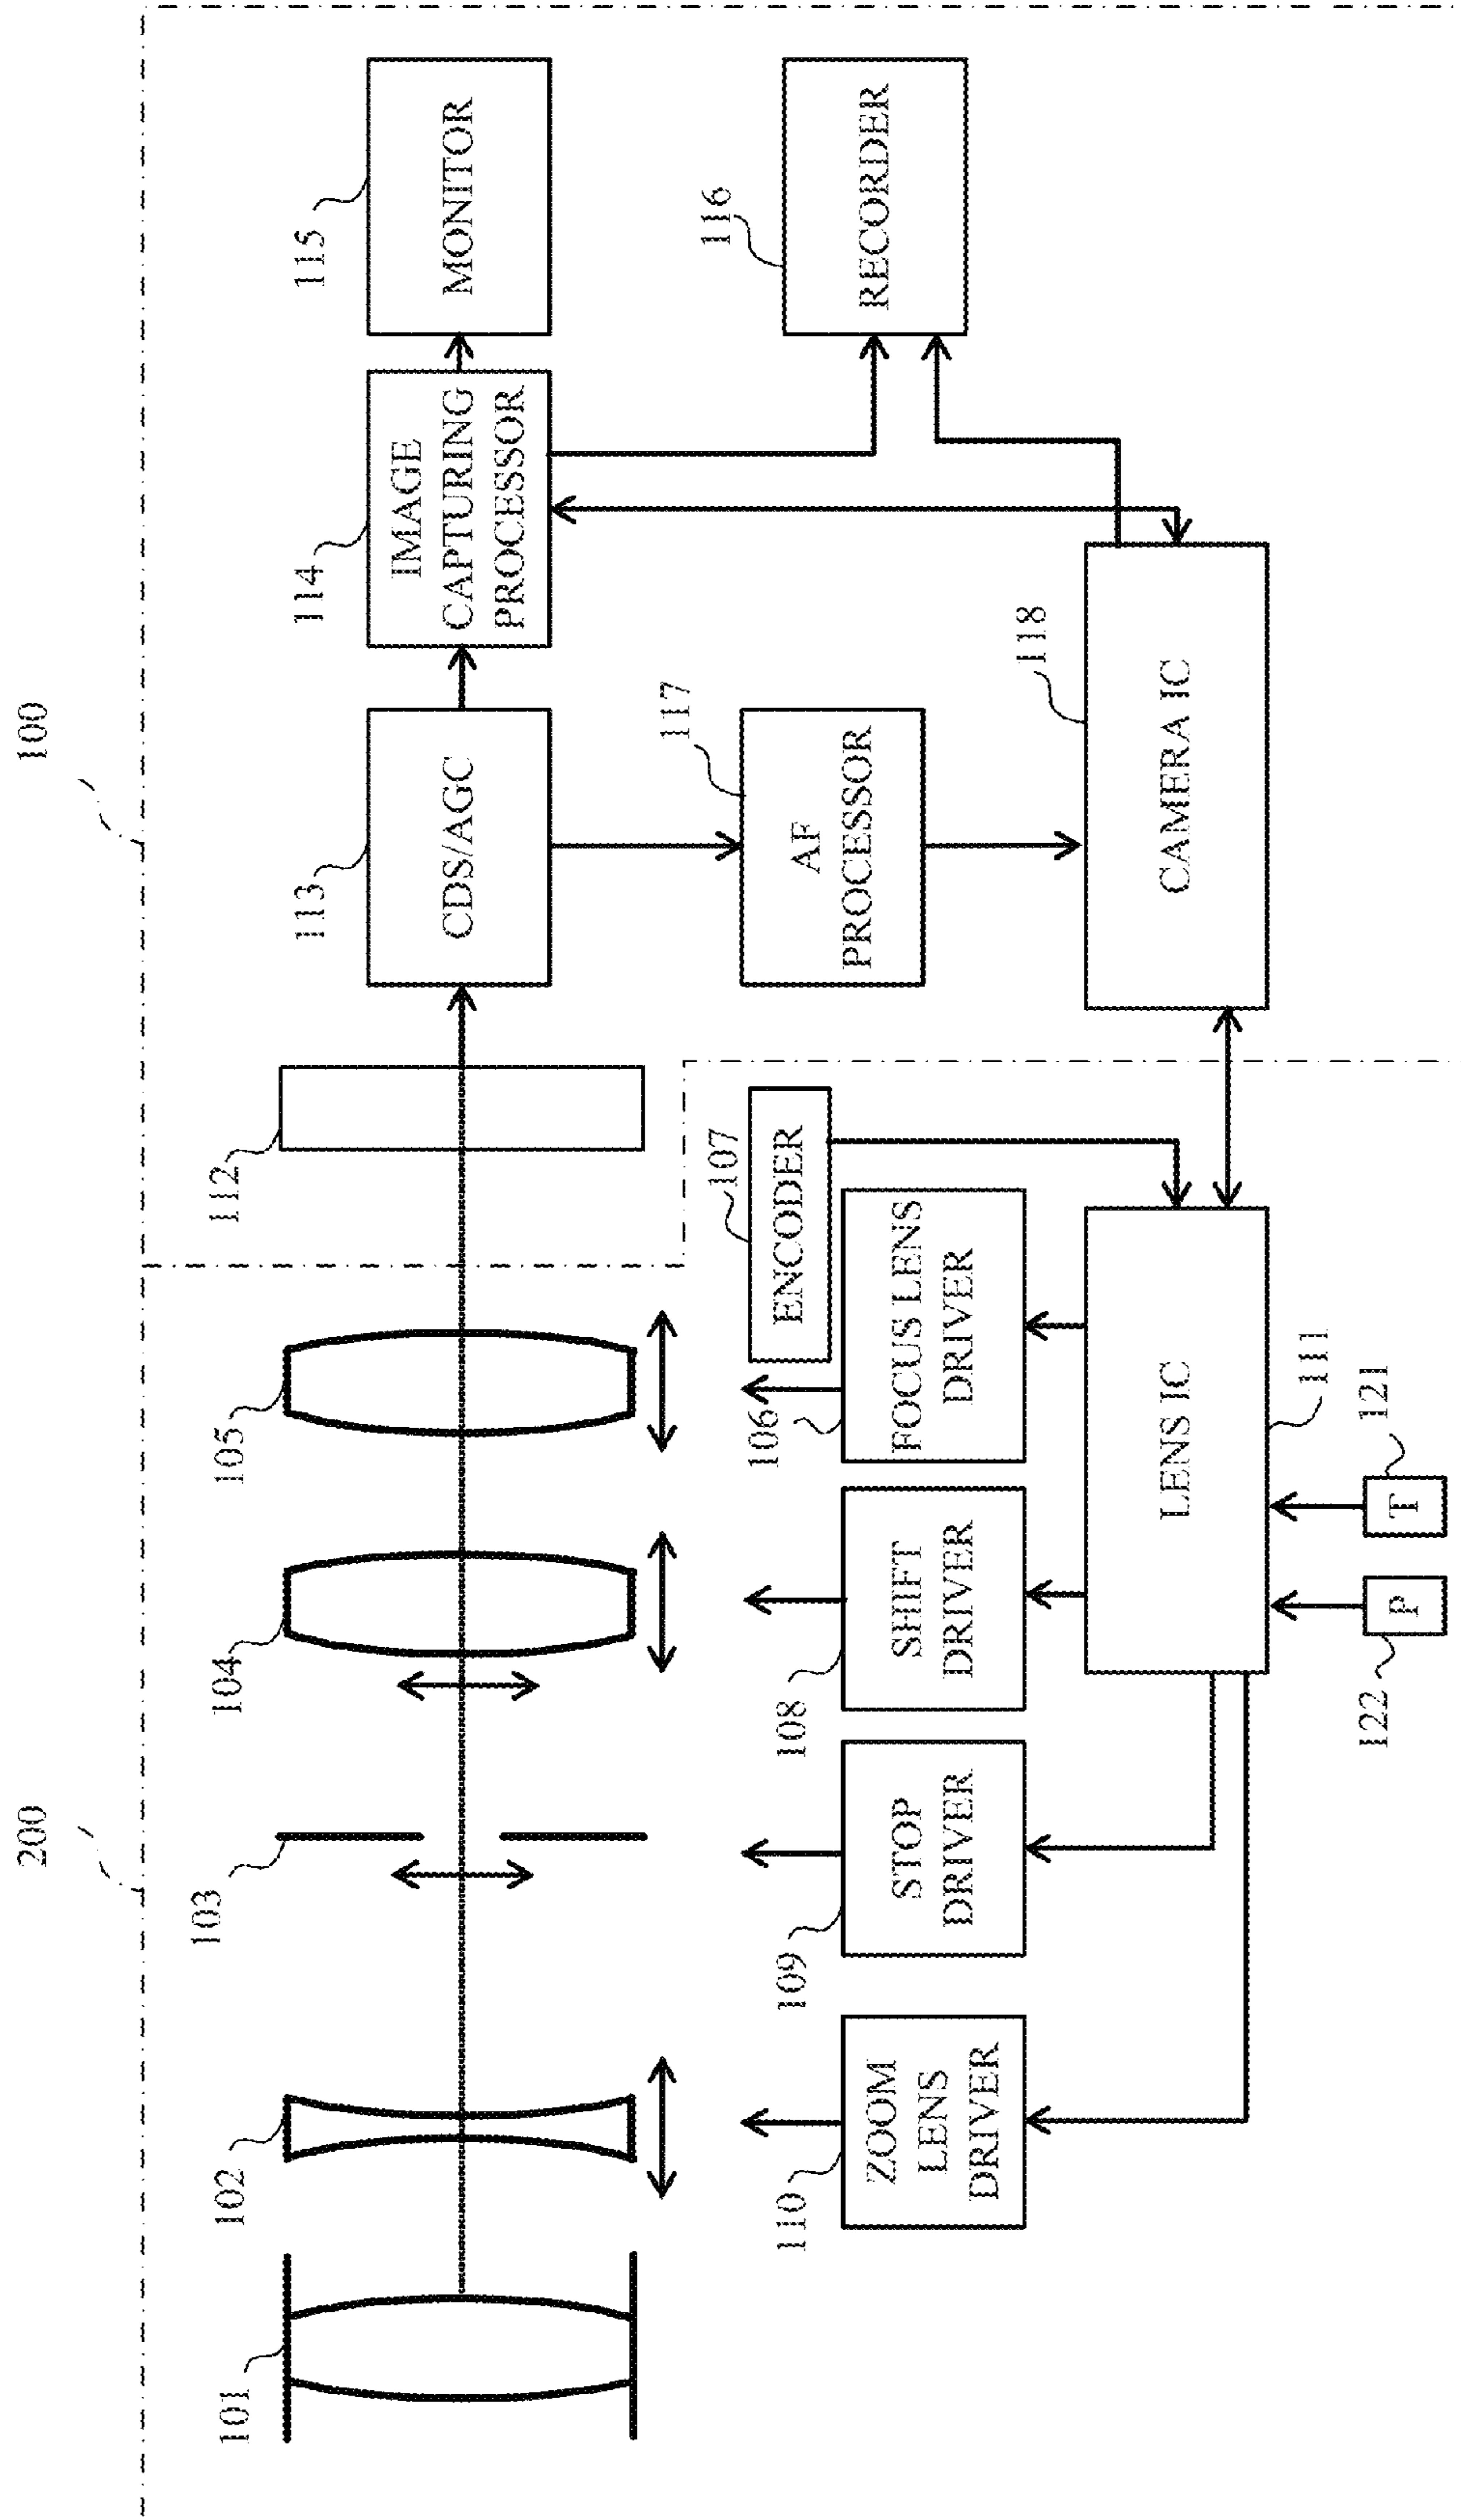 200
100
101
102
103
104
105
112
113
CDS/AGC
114
IMAGE
CAPTURING
PROCESSOR
115
MONITOR
116
RECORDER
117
AF
PROCESSOR
118
CAMERA IC
107
ENCODER
106
FOCUS LENS
DRIVER
108
SHIFT
DRIVER
109
STOP
DRIVER
110
ZOOM
LENS
DRIVER
LENS IC
111
122
P
T
121